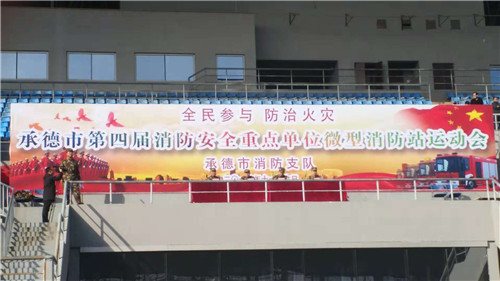 全民参与 防治火灾
承德市第四届消防安全重点单位微型消防站运动会
承德市消防支队